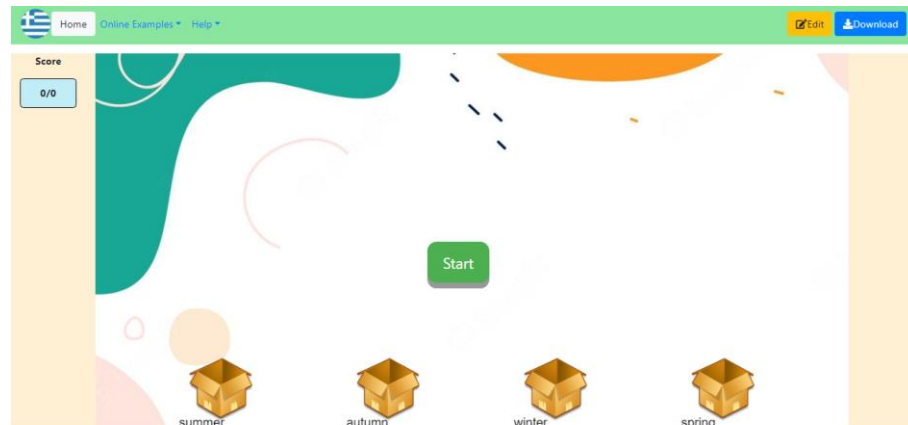 Home Online Examples Help Edit Download
Score
0/0
Start
summer autumn winter spring